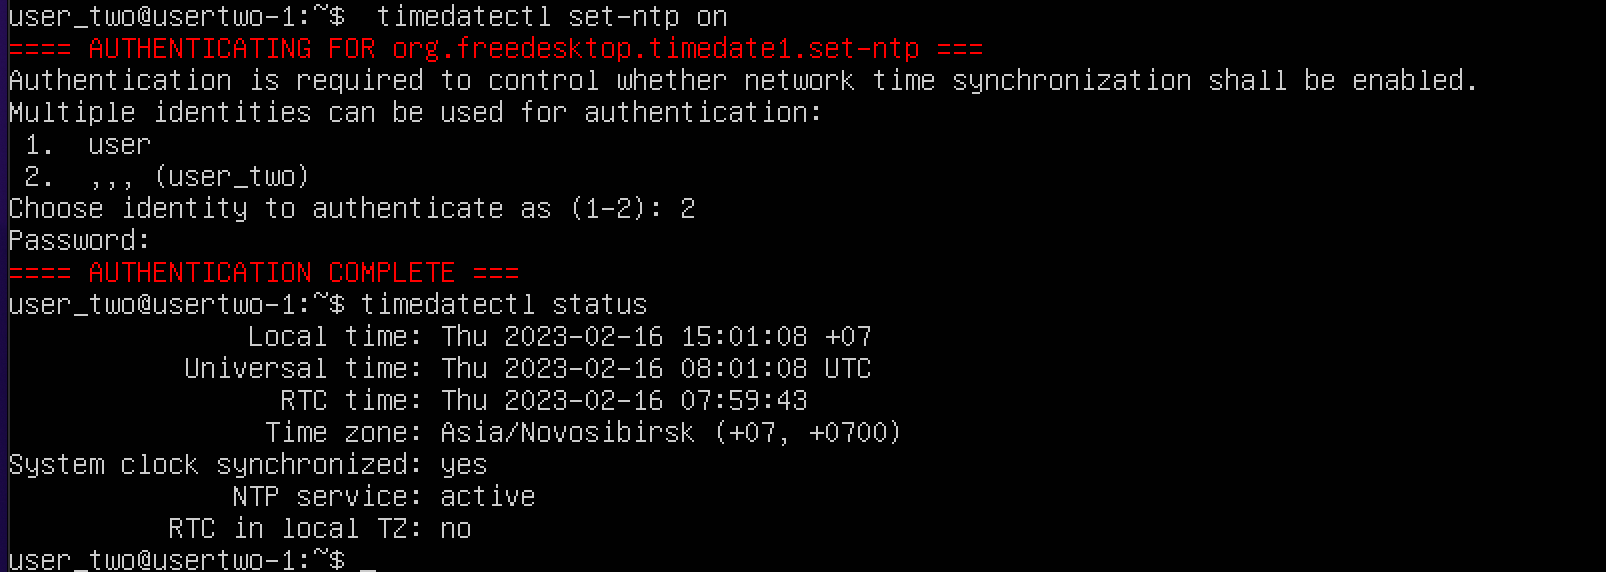 user_two@usertwo-1:~$  timedatectl set-ntp on
==== AUTHENTICATING FOR org.freedesktop.timedate1.set-ntp ===
Authentication is required to control whether network time synchronization shall be enabled.
Multiple identities can be used for authentication:
 1.  user
 2.  ,,, (user_two)
Choose identity to authenticate as (1-2): 2
Password:
==== AUTHENTICATION COMPLETE ===
user_two@usertwo-1:~$ timedatectl status
               Local time: Thu 2023-02-16 15:01:08 +07
           Universal time: Thu 2023-02-16 08:01:08 UTC
                 RTC time: Thu 2023-02-16 07:59:43
                Time zone: Asia/Novosibirsk (+07, +0700)
System clock synchronized: yes
              NTP service: active
          RTC in local TZ: no
user_two@usertwo-1:~$ _